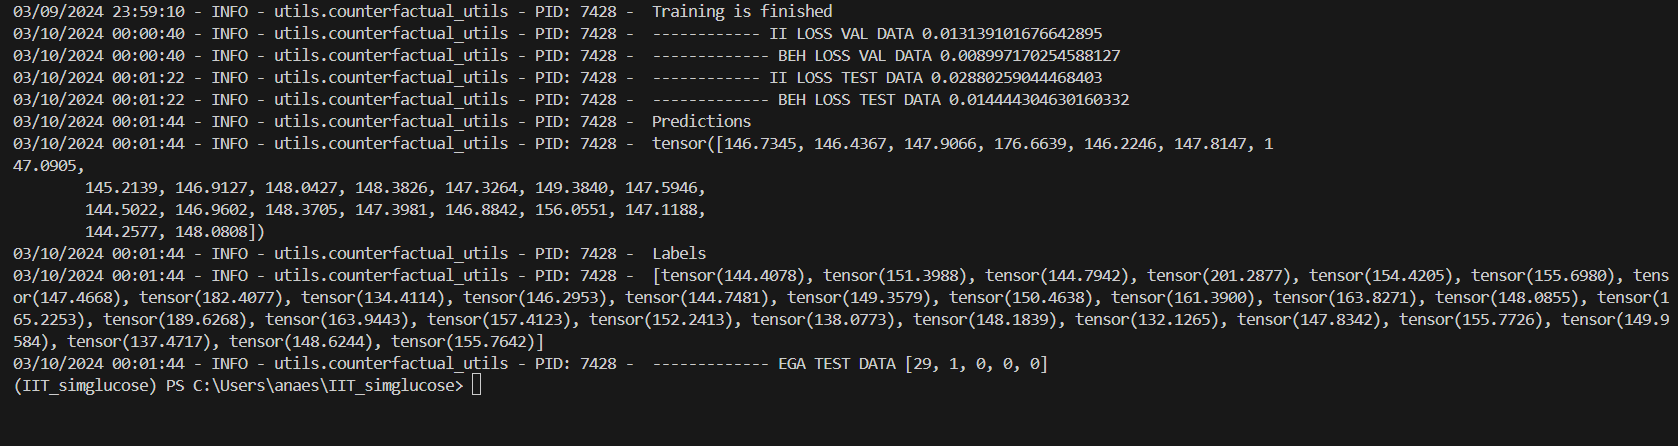 03/09/2024 23:59:10 - INFO - utils.counterfactual_utils - PID: 7428 -  Training is finished
03/10/2024 00:00:40 - INFO - utils.counterfactual_utils - PID: 7428 -  ------------ II LOSS VAL DATA 0.013139101676642895
03/10/2024 00:00:40 - INFO - utils.counterfactual_utils - PID: 7428 -  ------------- BEH LOSS VAL DATA 0.008997170254588127
03/10/2024 00:01:22 - INFO - utils.counterfactual_utils - PID: 7428 -  ------------ II LOSS TEST DATA 0.02880259044468403
03/10/2024 00:01:22 - INFO - utils.counterfactual_utils - PID: 7428 -  ------------- BEH LOSS TEST DATA 0.014444304630160332
03/10/2024 00:01:44 - INFO - utils.counterfactual_utils - PID: 7428 -  Predictions
03/10/2024 00:01:44 - INFO - utils.counterfactual_utils - PID: 7428 -  tensor([146.7345, 146.4367, 147.9066, 176.6639, 146.2246, 147.8147, 1
47.0905,
        145.2139, 146.9127, 148.0427, 148.3826, 147.3264, 149.3840, 147.5946,
        144.5022, 146.9602, 148.3705, 147.3981, 146.8842, 156.0551, 147.1188,
        144.2577, 148.0808])
03/10/2024 00:01:44 - INFO - utils.counterfactual_utils - PID: 7428 -  Labels
03/10/2024 00:01:44 - INFO - utils.counterfactual_utils - PID: 7428 -  [tensor(144.4078), tensor(151.3988), tensor(144.7942), tensor(201.2877), tensor(154.4205), tensor(155.6980), tens
or(147.4668), tensor(182.4077), tensor(134.4114), tensor(146.2953), tensor(144.7481), tensor(149.3579), tensor(150.4638), tensor(161.3900), tensor(163.8271), tensor(148.0855), tensor(1
65.2253), tensor(189.6268), tensor(163.9443), tensor(157.4123), tensor(152.2413), tensor(138.0773), tensor(148.1839), tensor(132.1265), tensor(147.8342), tensor(155.7726), tensor(149.9
584), tensor(137.4717), tensor(148.6244), tensor(155.7642)]
03/10/2024 00:01:44 - INFO - utils.counterfactual_utils - PID: 7428 -  ------------- EGA TEST DATA [29, 1, 0, 0, 0]
(IIT_simglucose) PS C:\Users\anaes\IIT_simglucose>